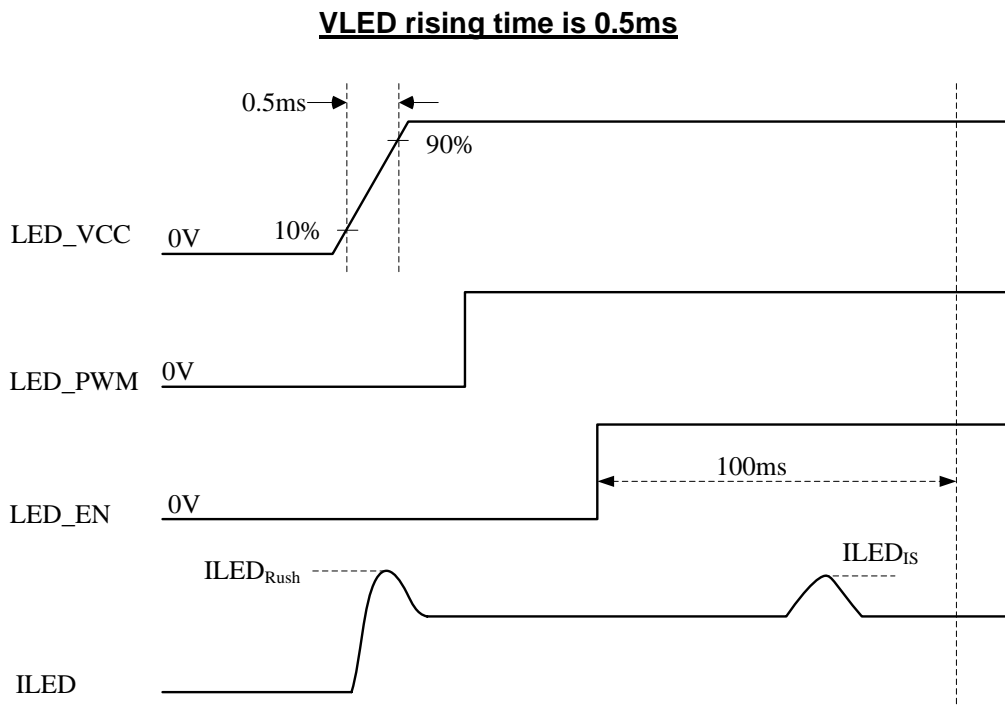 VLED rising time is 0.5ms
0.5ms
90%
LED_VCC
0V
10%
LED_PWM
0V
100ms
LED_EN
0V
ILEDRush
ILEDIS
ILED